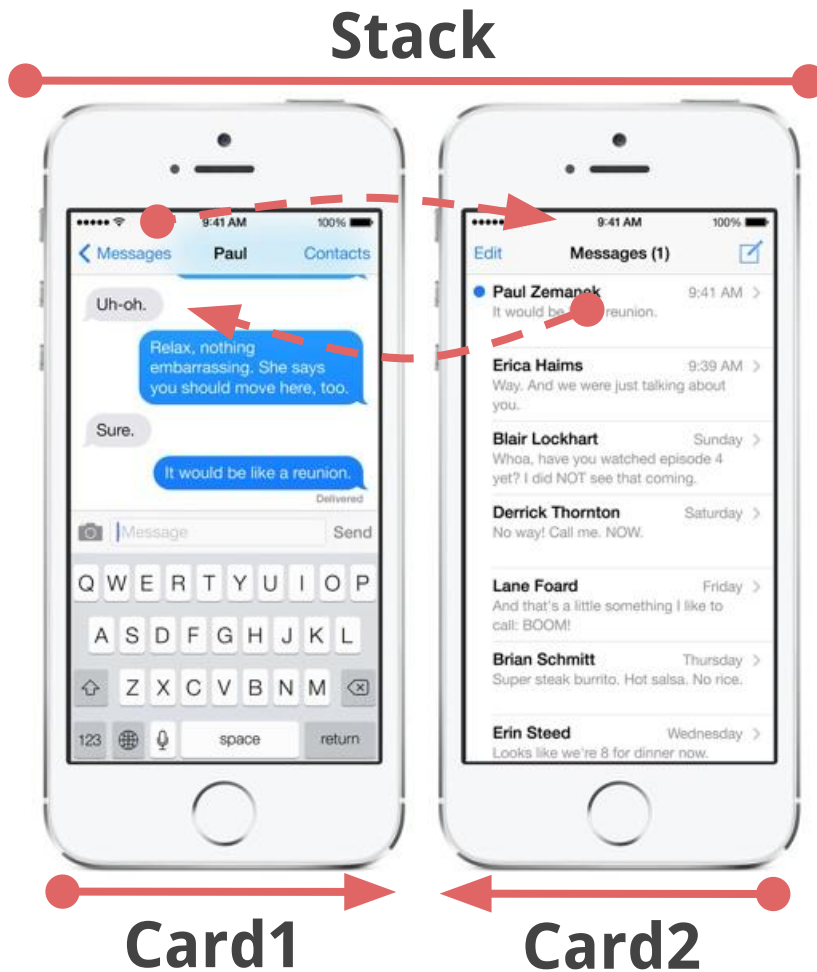 Stack
9:41 AM 100%
Messages Paul Contacts
Uh-oh.
Relax, nothing
embarrassing. She says
you should move here, too.
Sure.
It would be like a reunion.
Delivered
Message Send
Q W E R T Y U I O P
A S D F G H J K L
Z X C V B N M
123 space return
9:41 AM 100%
Edit Messages (1)
Paul Zemanek 9:41 AM
It would be reunion.
Erica Haims 9:39 AM
Way. And we were just talking about
you.
Blair Lockhart Sunday
Whoa, have you watched episode 4
yet? I did NOT see that coming.
Derrick Thornton Saturday
No way! Call me. NOW.
Lane Foard Friday
And that's a little something I like to
call: BOOM!
Brian Schmitt Thursday
Super steak burrito. Hot salsa. No rice.
Erin Steed Wednesday
Looks like we're 8 for dinner now.
Card1 Card2